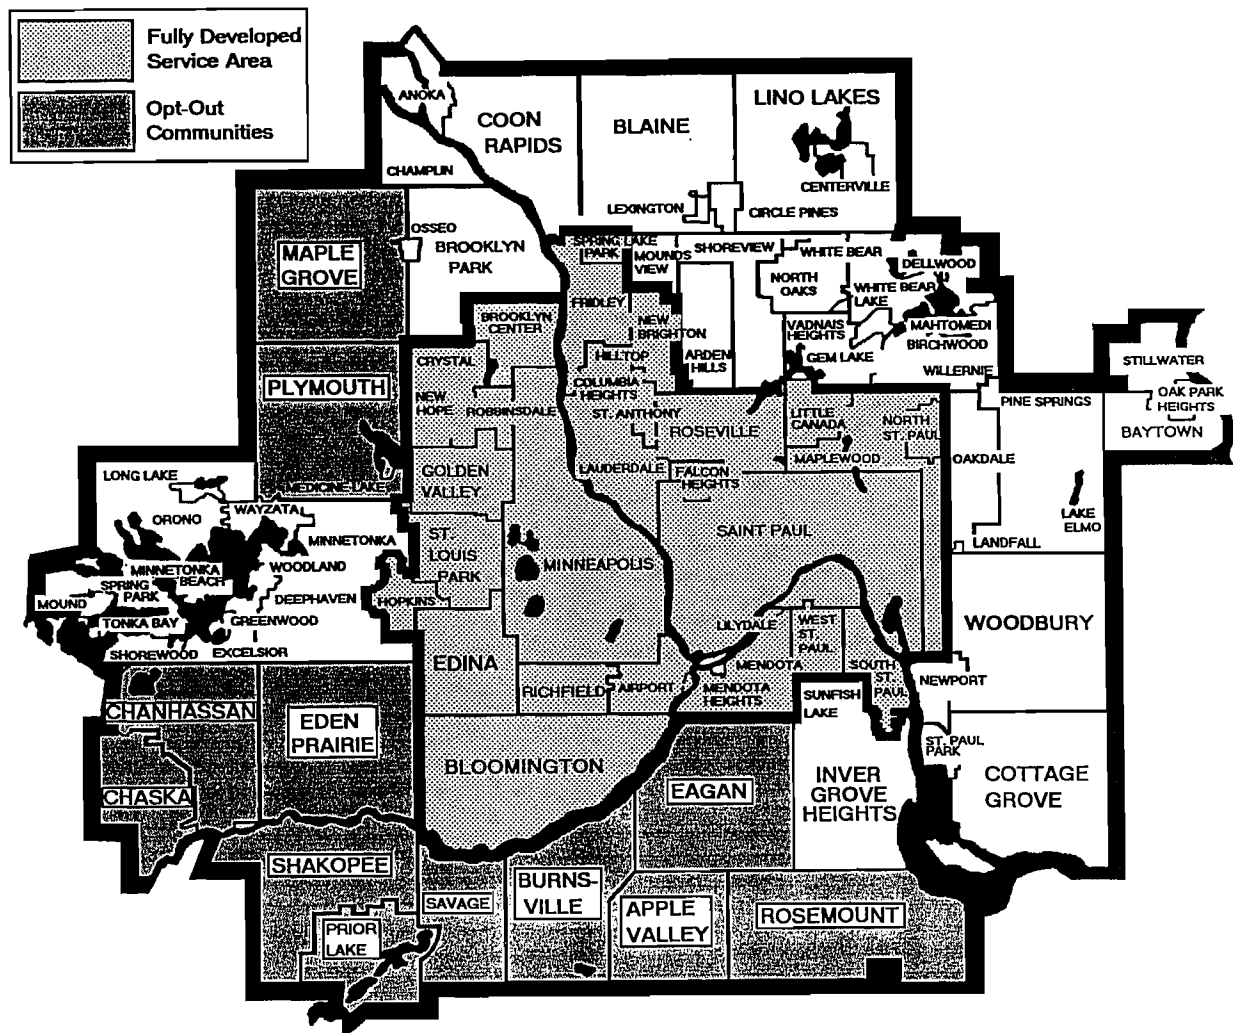 Fully Developed
Service Area
Opt-Out
Communities
ANOKA
COON
RAPIDS
BLAINE
LINO LAKES
CHAMPLIN
CENTERVILLE
LEXINGTON
CIRCLE PINES
MAPLE
GROVE
OSSEO
BROOKLYN
PARK
SPRING LAKE
PARK
MOUNDS
VIEW
SHOREVIEW
WHITE BEAR
DELLWOOD
NORTH
OAKS
WHITE BEAR
LAKE
FRIDLEY
BROOKLYN
CENTER
NEW
BRIGHTON
VADNAIS
HEIGHTS
MAHTOMEDI
BIRCHWOOD
GEM LAKE
ARDEN
HILLS
WILLERNIE
STILLWATER
CRYSTAL
HILLTOP
PLYMOUTH
COLUMBIA
HEIGHTS
NEW
HOPE
ROBBINSDALE
ST. ANTHONY
ROSEVILLE
LITTLE
CANADA
NORTH
ST. PAUL
PINE SPRINGS
OAK PARK
HEIGHTS
BAYTOWN
MAPLEWOOD
OAKDALE
GOLDEN
VALLEY
LAUDERDALE
FALCON
HEIGHTS
LONG LAKE
MEDICINE LAKE
WAYZATA
ORONO
MINNETONKA
ST.
LOUIS
PARK
SAINT PAUL
LAKE
ELMO
LANDFALL
MINNETONKA
BEACH
WOODLAND
MINNEAPOLIS
SPRING
PARK
MOUND
DEEPHAVEN
HOPKINS
TONKA BAY
GREENWOOD
LILYDALE
WEST
ST.
PAUL
WOODBURY
SHOREWOOD
EXCELSIOR
EDINA
MENDOTA
SOUTH
ST.
PAUL
RICHFIELD
AIRPORT
MENDOTA
HEIGHTS
SUNFISH
LAKE
NEWPORT
CHANHASSAN
EDEN
PRAIRIE
ST. PAUL
PARK
BLOOMINGTON
CHASKA
EAGAN
INVER
GROVE
HEIGHTS
COTTAGE
GROVE
SHAKOPEE
SAVAGE
BURNS-
VILLE
APPLE
VALLEY
ROSEMOUNT
PRIOR
LAKE